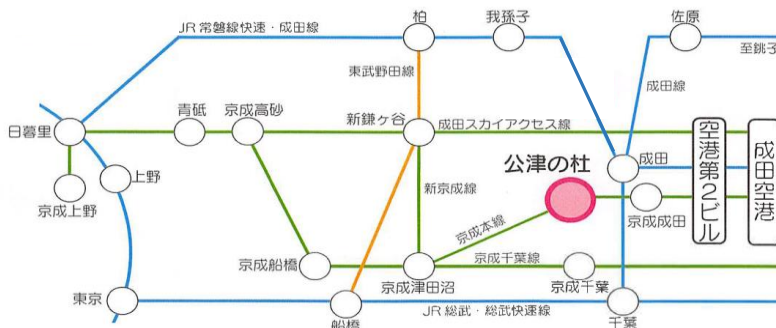 JR常磐線快速・成田線
柏
我孫子
佐原
至銚子
東武野田線
成田線
日暮里
青砥
京成高砂
新鎌ヶ谷
成田スカイアクセス線
空港第2ビル
成田空港
上野
京成上野
新京成線
公津の杜
成田
京成成田
京成本線
京成船橋
京成津田沼
京成千葉線
京成千葉
東京
船橋
JR総武・総武快速線
千葉